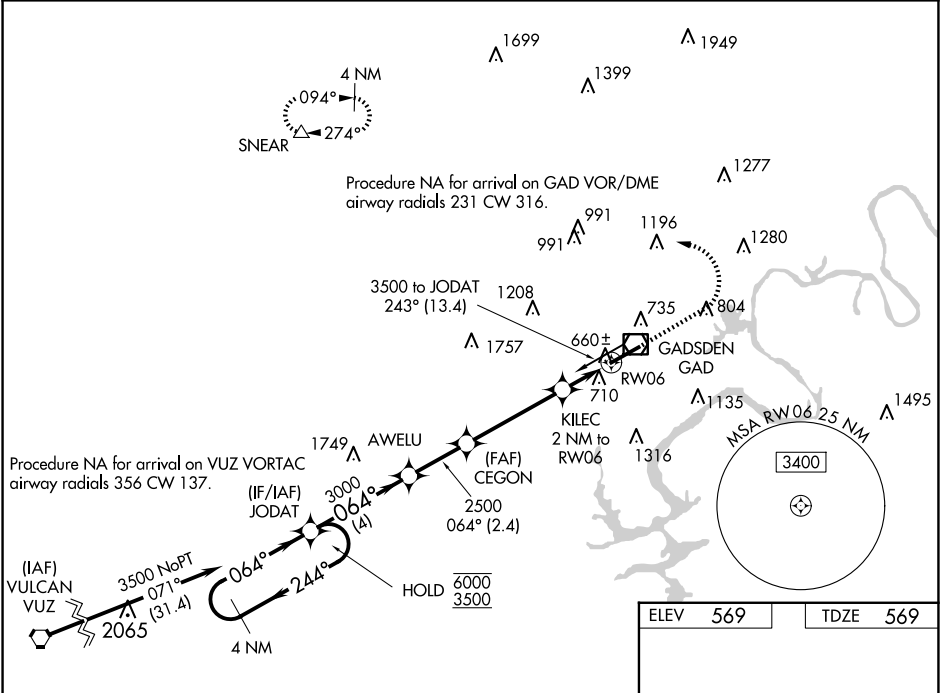 1699
1949
4 NM
1399
094°
274°
SNEAR
1277
Procedure NA for arrival on GAD VOR/DME
airway radials 231 CW 316.
991
991
1196
1280
3500 to JODAT
243° (13.4)
1208
735
804
1757
660±
GADSDEN
GAD
RW06
710
1135
1495
KILEC
2 NM to
RW06
1316
MSA RW06 25 NM
3400
1749
AWELU
(FAF)
CEGON
Procedure NA for arrival on VUZ VORTAC
airway radials 356 CW 137.
(IF/IAF)
JODAT
3000
064°
(4)
2500
064° (2.4)
(IAF)
VULCAN
VUZ
3500 NoPT
071°
(31.4)
2065
064°
244°
HOLD 6000
3500
4 NM
ELEV 569
TDZE 569